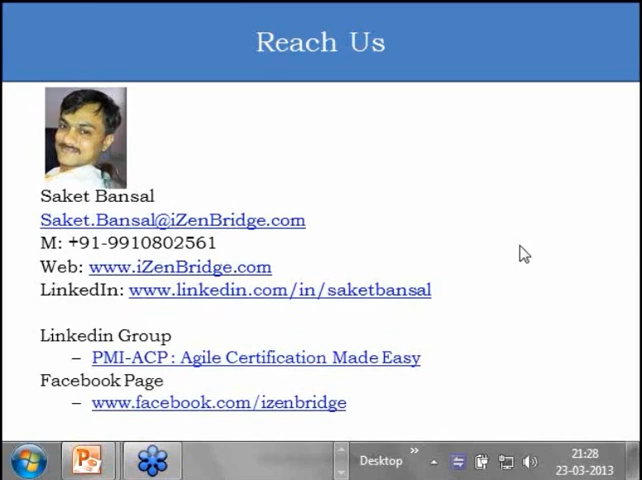 Reach Us
Saket Bansal
Saket.Bansal@iZenBridge.com
M: +91-9910802561
Web: www.iZenBridge.com
LinkedIn: www.linkedin.com/in/saketbansal
Linkedin Group
– PMI-ACP : Agile Certification Made Easy
Facebook Page
– www.facebook.com/izenbridge
Desktop »
21:28
23-03-2013